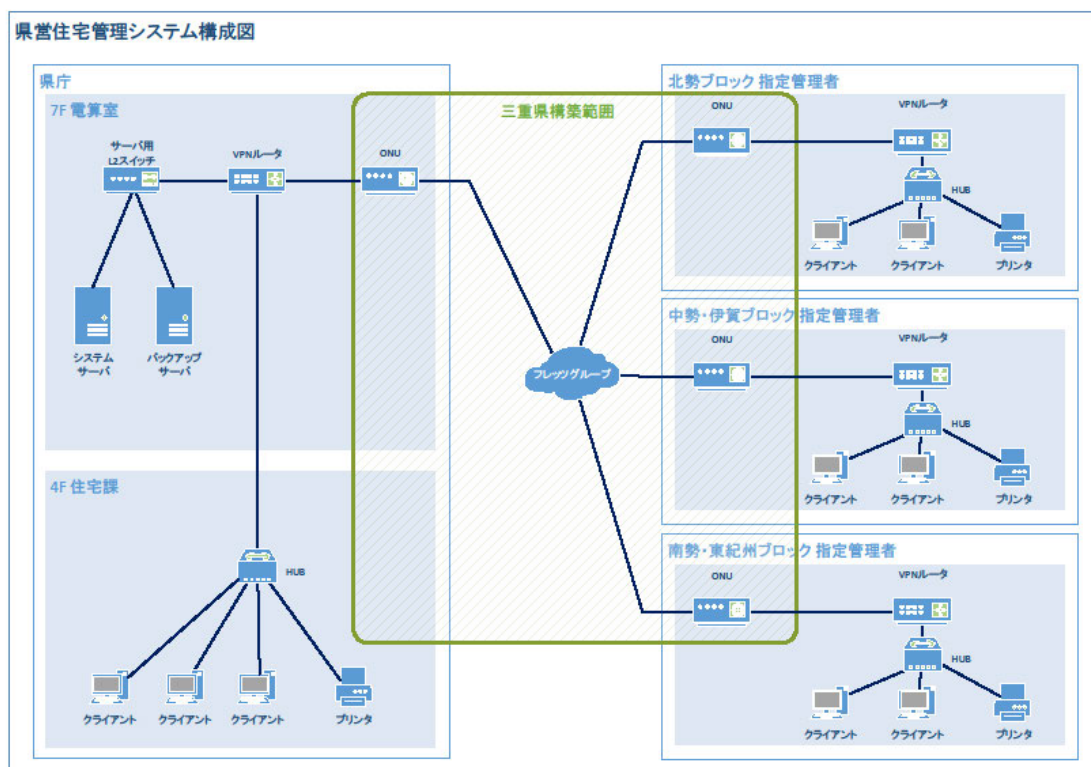 県営住宅管理システム構成図
県庁
7F 電算室
サーバ用
L2スイッチ
VPNルータ
ONU
システム
サーバ
バックアップ
サーバ
4F 住宅課
HUB
クライアント
クライアント
クライアント
プリンタ
三重県構築範囲
フレッツグループ
北勢ブロック 指定管理者
ONU
VPNルータ
HUB
クライアント
クライアント
プリンタ
中勢・伊賀ブロック 指定管理者
ONU
VPNルータ
HUB
クライアント
クライアント
プリンタ
南勢・東紀州ブロック 指定管理者
ONU
VPNルータ
HUB
クライアント
クライアント
プリンタ